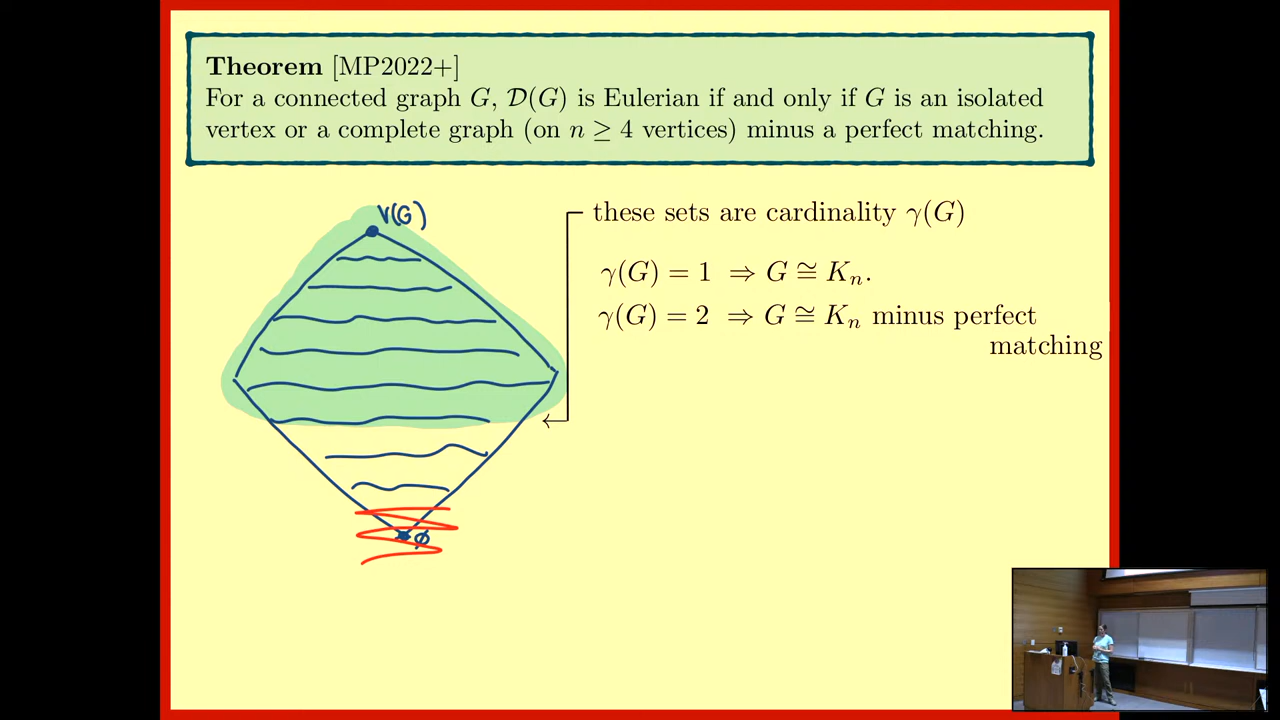 Theorem [MP2022+]
For a connected graph G, 𝒟(G) is Eulerian if and only if G is an isolated
vertex or a complete graph (on n ≥ 4 vertices) minus a perfect matching.
V(G)
these sets are cardinality γ(G)
γ(G) = 1 ⇒ G ≅ Kₙ.
γ(G) = 2 ⇒ G ≅ Kₙ minus perfect
matching
∅